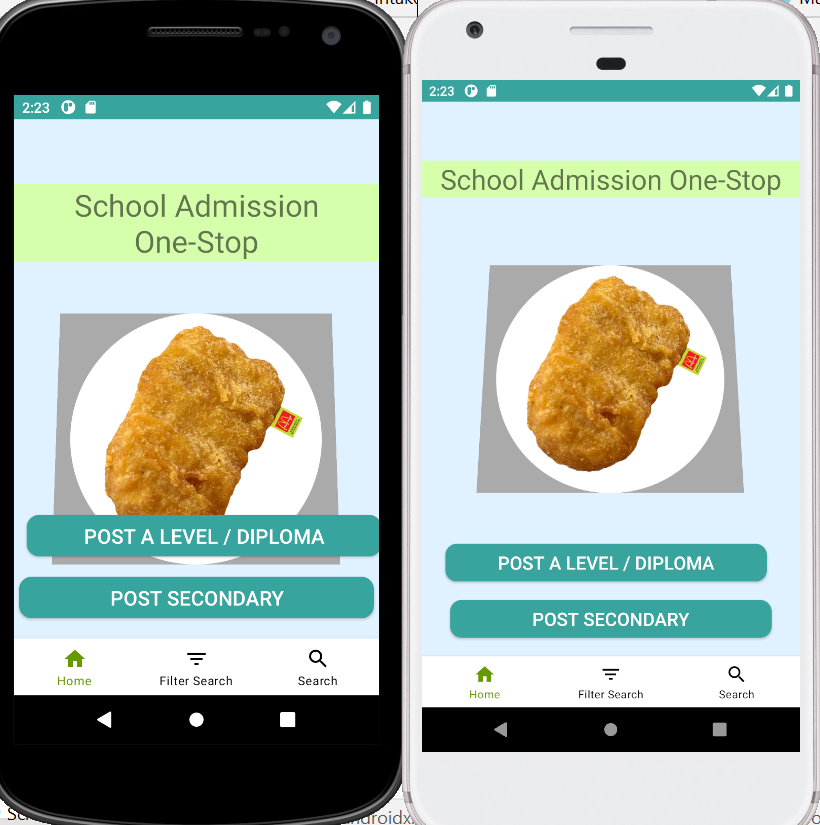 2:23
School Admission
One-Stop
POST A LEVEL / DIPLOMA
POST SECONDARY
Home
Filter Search
Search
2:23
School Admission One-Stop
POST A LEVEL / DIPLOMA
POST SECONDARY
Home
Filter Search
Search